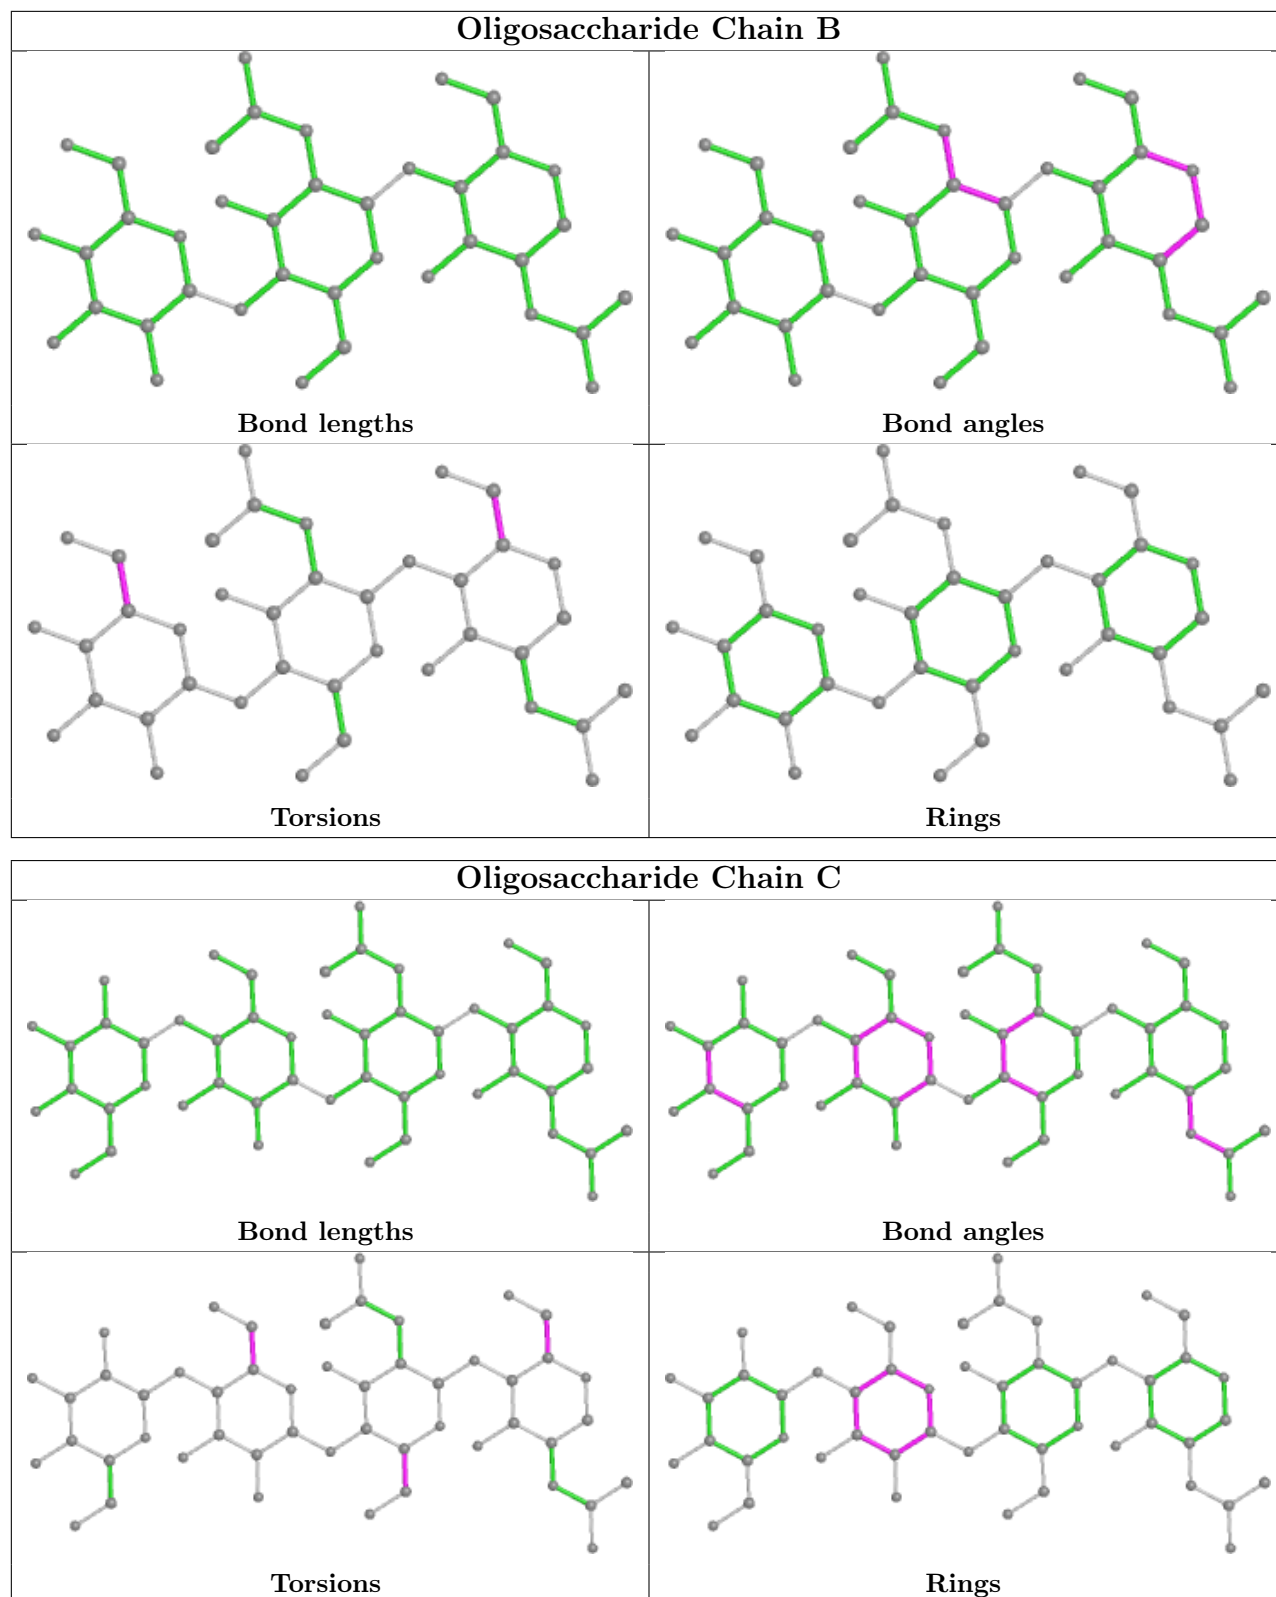 Oligosaccharide Chain B
Bond lengths
Bond angles
Torsions
Rings
Oligosaccharide Chain C
Bond lengths
Bond angles
Torsions
Rings